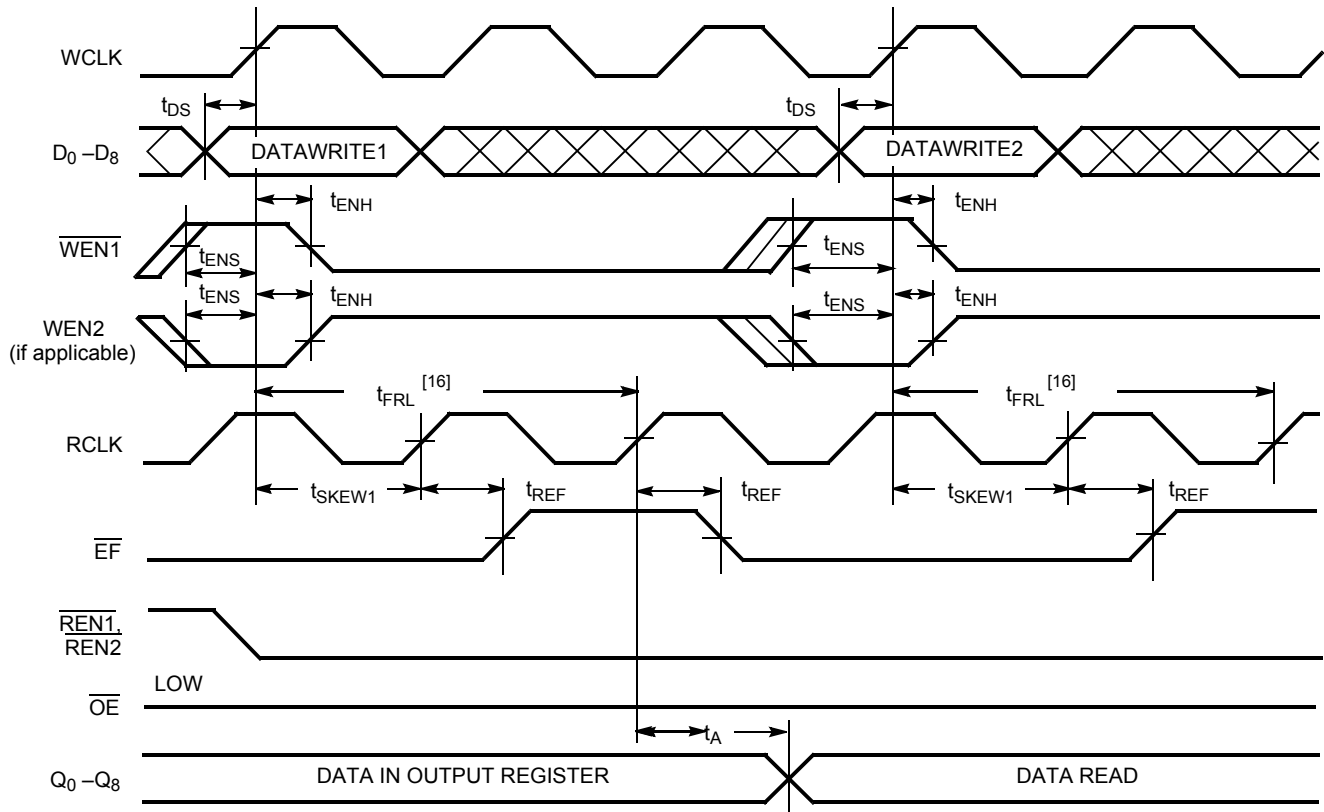 WCLK
tDS tDS
D0 –D8 DATAWRITE1 DATAWRITE2
tENH tENH
WEN1
tENS tENS
tENS tENH tENS tENH
WEN2
(if applicable)
tFRL [16] tFRL [16]
RCLK
tSKEW1 tREF tREF tSKEW1 tREF
EF
REN1,
REN2
LOW
OE
tA
Q0 –Q8 DATA IN OUTPUT REGISTER DATA READ